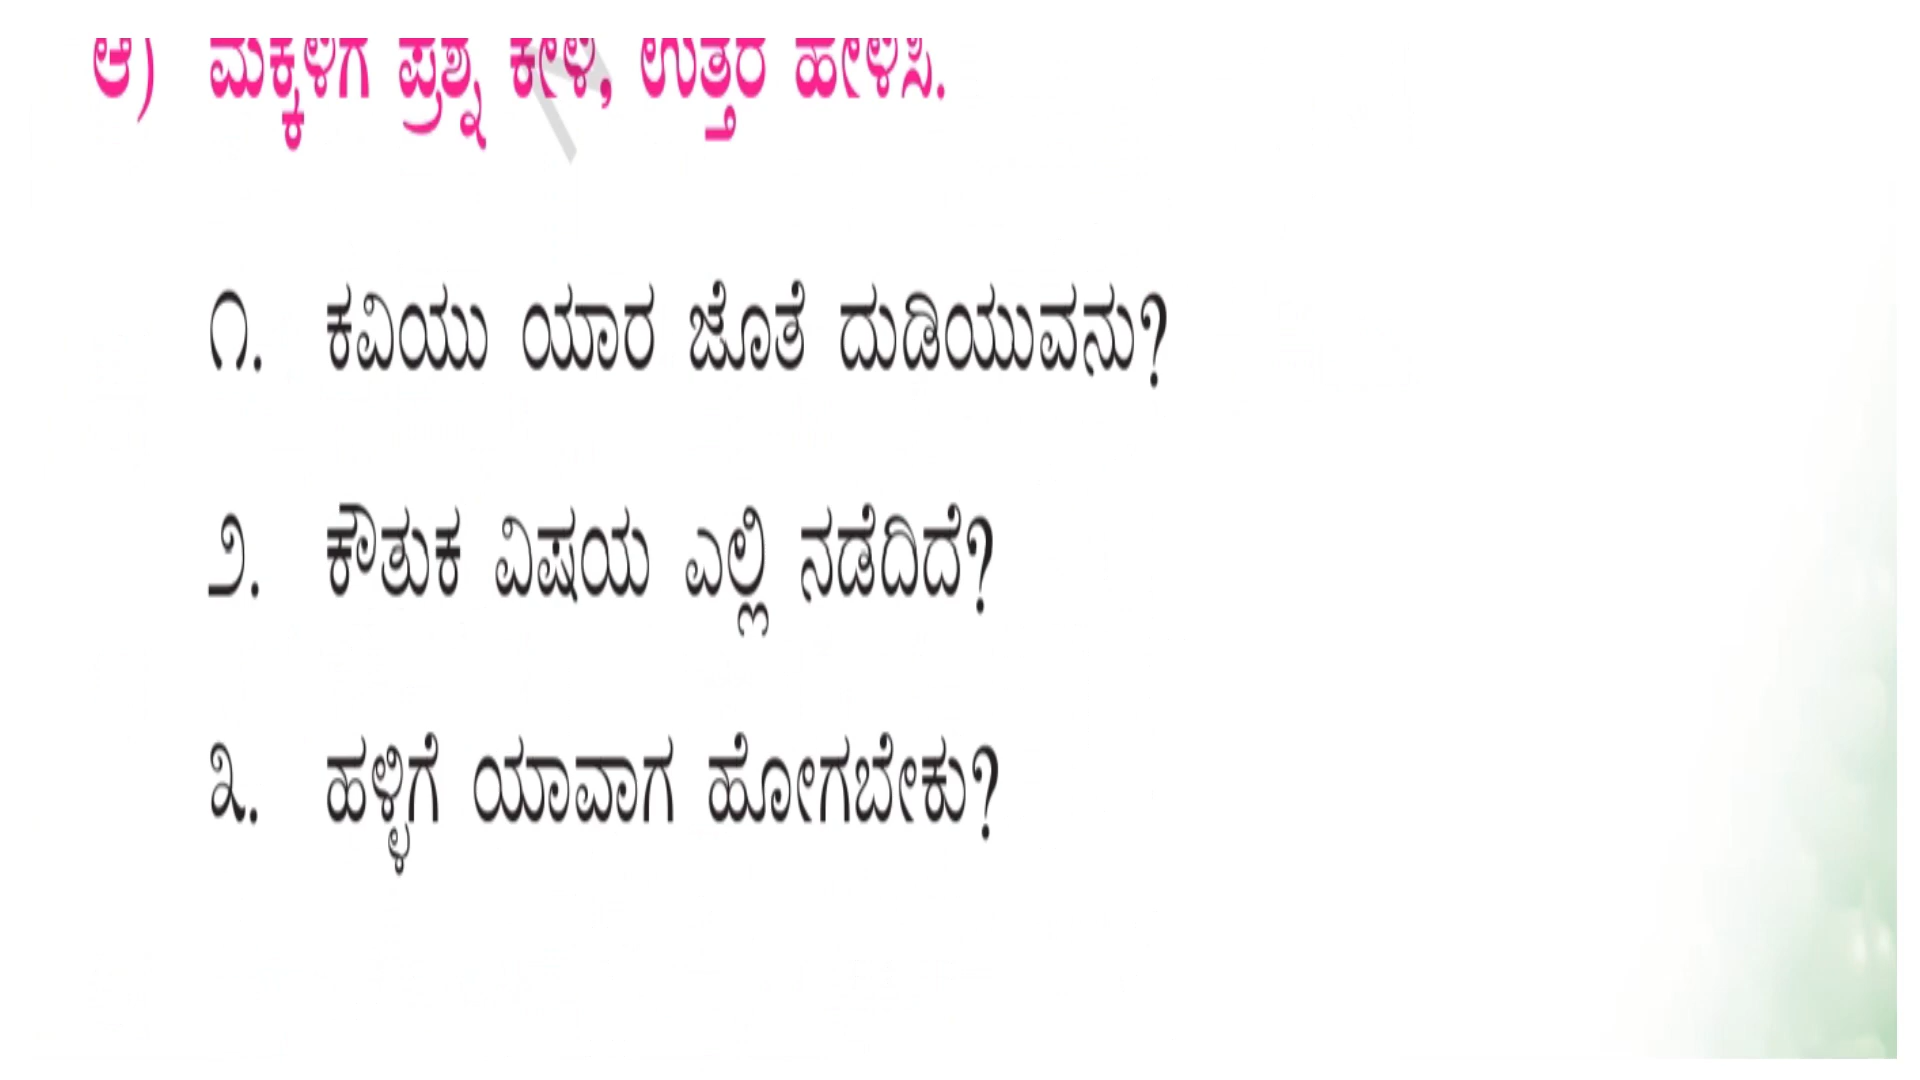 ಆ) ಮಕ್ಕಳಿಗೆ ಪ್ರಶ್ನೆ ಕೇಳಿ, ಉತ್ತರ ಹೇಳಿಸಿ.
೧. ಕವಿಯು ಯಾರ ಜೊತೆ ದುಡಿಯುವನು?
೨. ಕೌತುಕ ವಿಷಯ ಎಲ್ಲಿ ನಡೆದಿದೆ?
೩. ಹಳ್ಳಿಗೆ ಯಾವಾಗ ಹೋಗಬೇಕು?